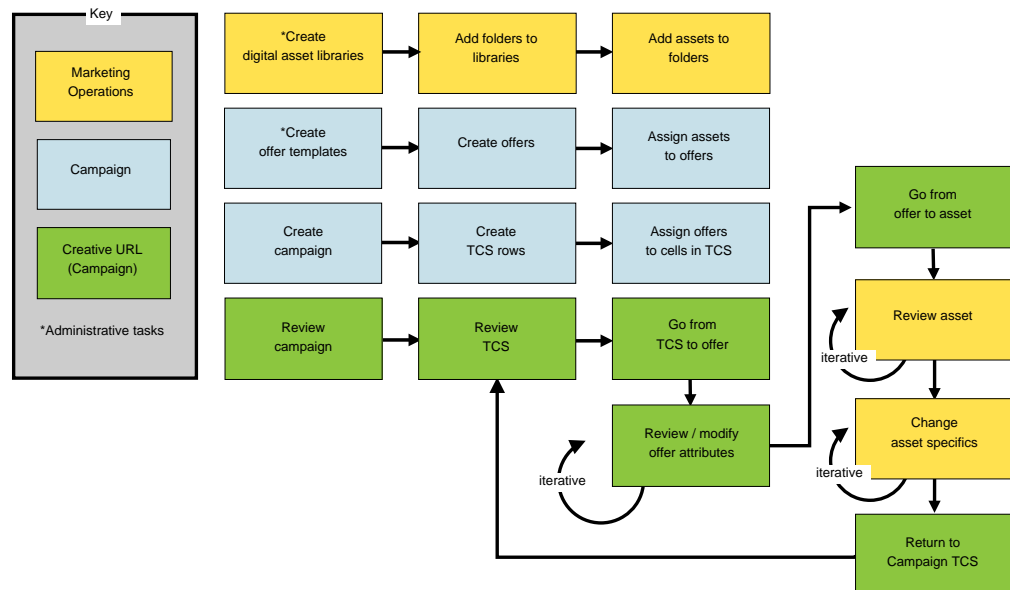 Key
Marketing
Operations
Campaign
Creative URL
(Campaign)
*Administrative tasks
*Create
digital asset libraries
Add folders to
libraries
Add assets to
folders
*Create
offer templates
Create offers
Assign assets
to offers
Create
campaign
Create
TCS rows
Assign offers
to cells in TCS
Review
campaign
Review
TCS
Go from
TCS to offer
Review / modify
offer attributes
iterative
Go from
offer to asset
Review asset
iterative
Change
asset specifics
iterative
Return to
Campaign TCS